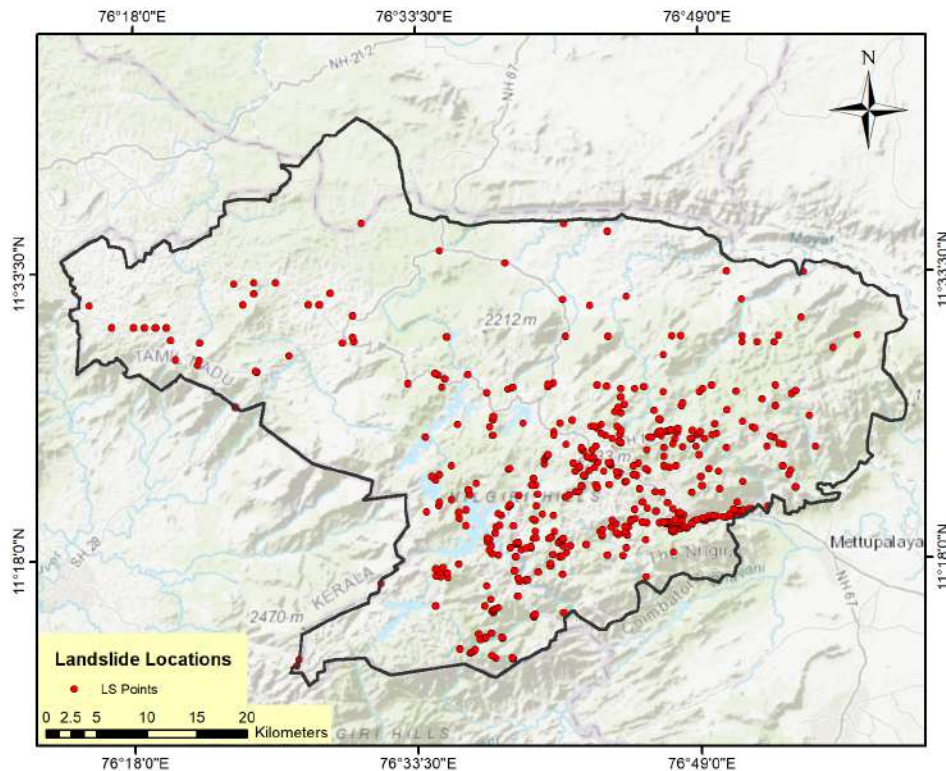 76°18'0"E 76°33'30"E 76°49'0"E
NH-212
NH 67
N
11°33'30"N
11°33'30"N
Moyar
2212 m
TAMIL NADU
NILGIRI HILLS
The Nilgiris
Mettupalaya
11°18'0"N
11°18'0"N
SH 28
KERALA
NH 67
2470 m
Landslide Locations
LS Points
0 2.5 5 10 15 20
Kilometers
GIRI HILLS
76°18'0"E 76°33'30"E 76°49'0"E